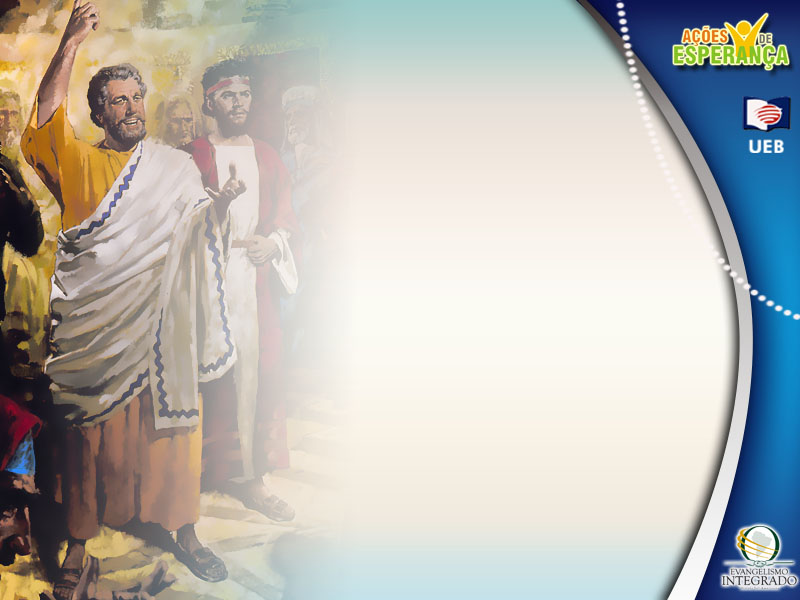 AÇÕES DE
ESPERANÇA
UEB
EVANGELISMO
INTEGRADO